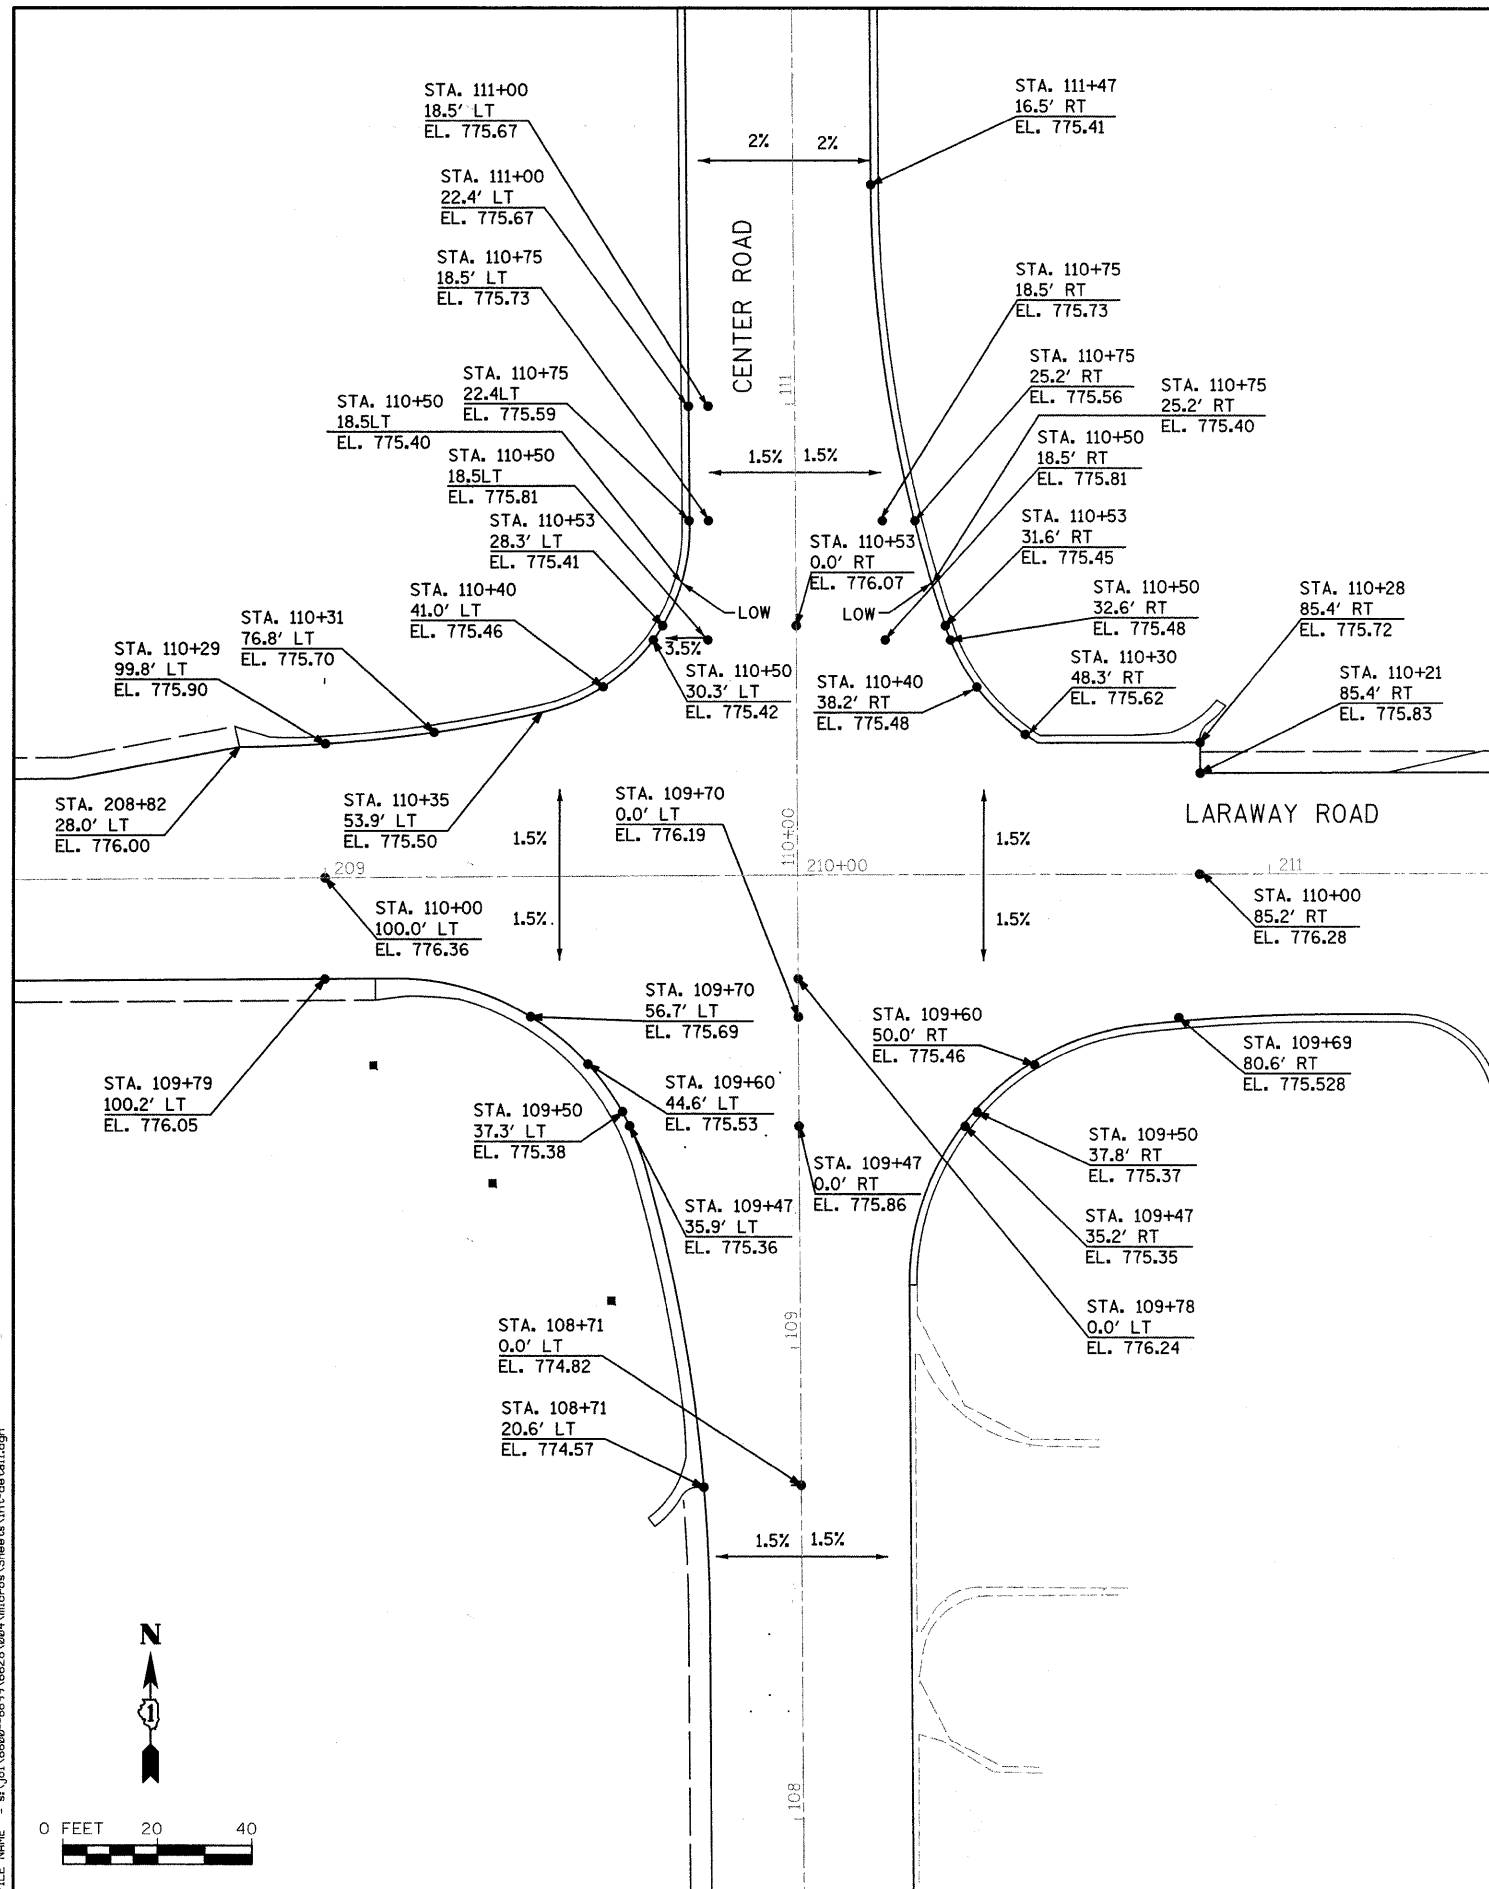 STA. 111+00
18.5' LT
EL. 775.67
STA. 111+47
16.5' RT
EL. 775.41
2% 2%
STA. 111+00
22.4' LT
EL. 775.67
CENTER ROAD
STA. 110+75
18.5' LT
EL. 775.73
STA. 110+75
18.5' RT
EL. 775.73
STA. 110+75
22.4LT
EL. 775.59
111
STA. 110+75
25.2' RT
EL. 775.56
STA. 110+75
25.2' RT
EL. 775.40
STA. 110+50
18.5LT
EL. 775.40
STA. 110+50
18.5' RT
EL. 775.81
STA. 110+50
18.5LT
EL. 775.81
1.5% 1.5%
STA. 110+53
28.3' LT
EL. 775.41
STA. 110+53
31.6' RT
EL. 775.45
STA. 110+53
0.0' RT
EL. 776.07
STA. 110+40
41.0' LT
EL. 775.46
LOW
LOW
STA. 110+50
32.6' RT
EL. 775.48
STA. 110+28
85.4' RT
EL. 775.72
STA. 110+31
76.8' LT
EL. 775.70
STA. 110+29
99.8' LT
EL. 775.90
3.5%
STA. 110+50
30.3' LT
EL. 775.42
STA. 110+40
38.2' RT
EL. 775.48
STA. 110+30
48.3' RT
EL. 775.62
STA. 110+21
85.4' RT
EL. 775.83
STA. 208+82
28.0' LT
EL. 776.00
STA. 110+35
53.9' LT
EL. 775.50
STA. 109+70
0.0' LT
EL. 776.19
LARAWAY ROAD
1.5%
110+00
1.5%
209
210+00
211
STA. 110+00
100.0' LT
EL. 776.36
1.5%
1.5%
STA. 110+00
85.2' RT
EL. 776.28
STA. 109+70
56.7' LT
EL. 775.69
STA. 109+60
50.0' RT
EL. 775.46
STA. 109+69
80.6' RT
EL. 775.528
STA. 109+79
100.2' LT
EL. 776.05
STA. 109+60
44.6' LT
EL. 775.53
STA. 109+50
37.3' LT
EL. 775.38
STA. 109+50
37.8' RT
EL. 775.37
STA. 109+47
0.0' RT
EL. 775.86
STA. 109+47
35.9' LT
EL. 775.36
STA. 109+47
35.2' RT
EL. 775.35
STA. 109+78
0.0' LT
EL. 776.24
109
STA. 108+71
0.0' LT
EL. 774.82
STA. 108+71
20.6' LT
EL. 774.57
1.5% 1.5%
N
1
108
0 FEET 20 40